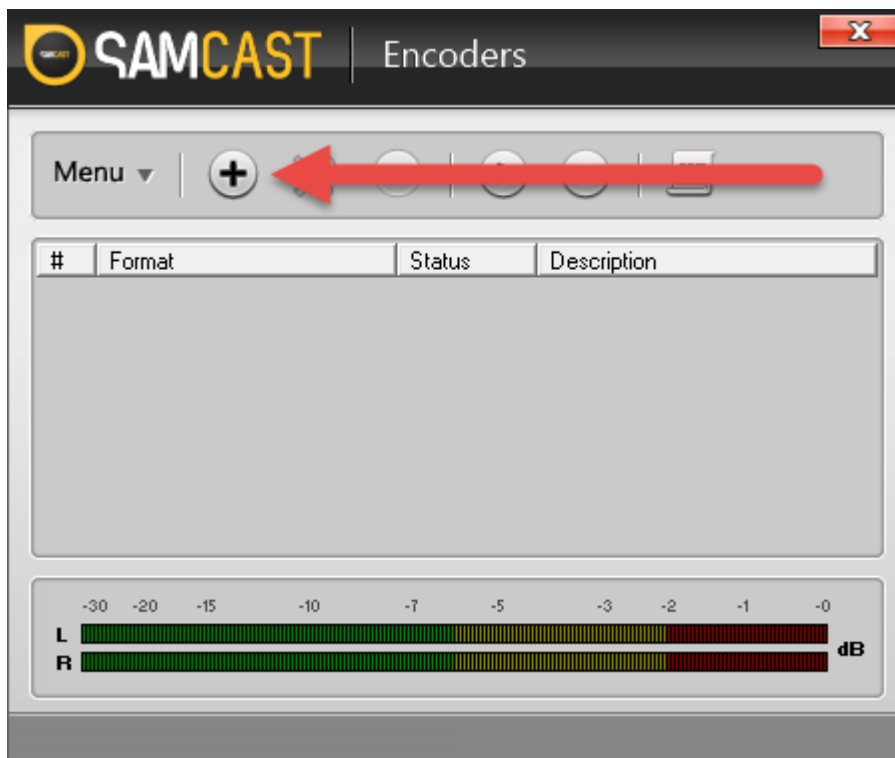 SAMCAST Encoders
Menu
# Format Status Description
-30 -20 -15 -10 -7 -5 -3 -2 -1 -0
L
dB
R